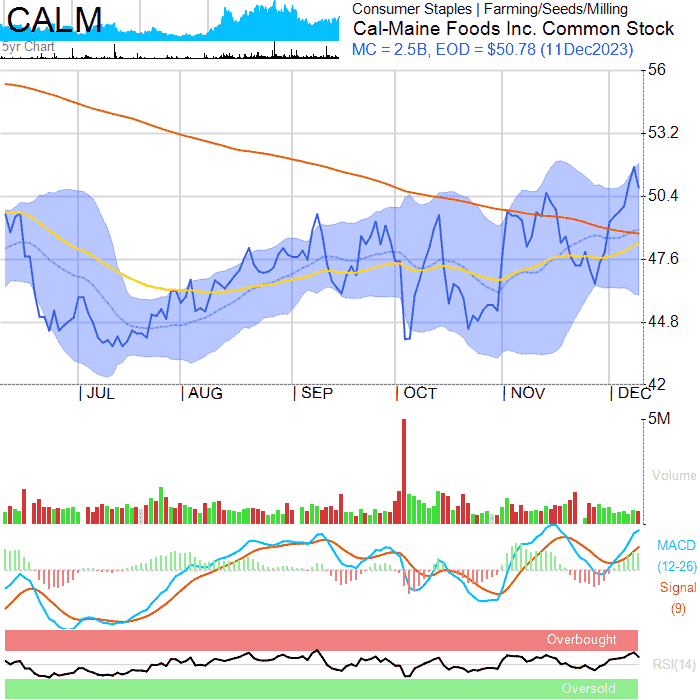 CALM
5yr Chart
Consumer Staples | Farming/Seeds/Milling
Cal-Maine Foods Inc. Common Stock
MC = 2.5B, EOD = $50.78 (11Dec2023)
56
53.2
50.4
47.6
44.8
42
| JUL
| AUG
| SEP
| OCT
| NOV
| DEC
5M
Volume
MACD
(12-26)
Signal
(9)
Overbought
RSI(14)
Oversold